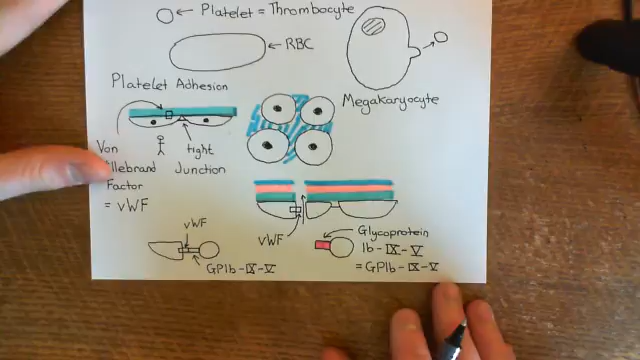 Platelet = Thrombocyte
RBC
Megakaryocyte
Platelet Adhesion
Von
Factor
= vWF
tight
Junction
vWF
Glycoprotein
Ib-IX-V
= GPIb-IX-V
vWF
GPIb-IX-V